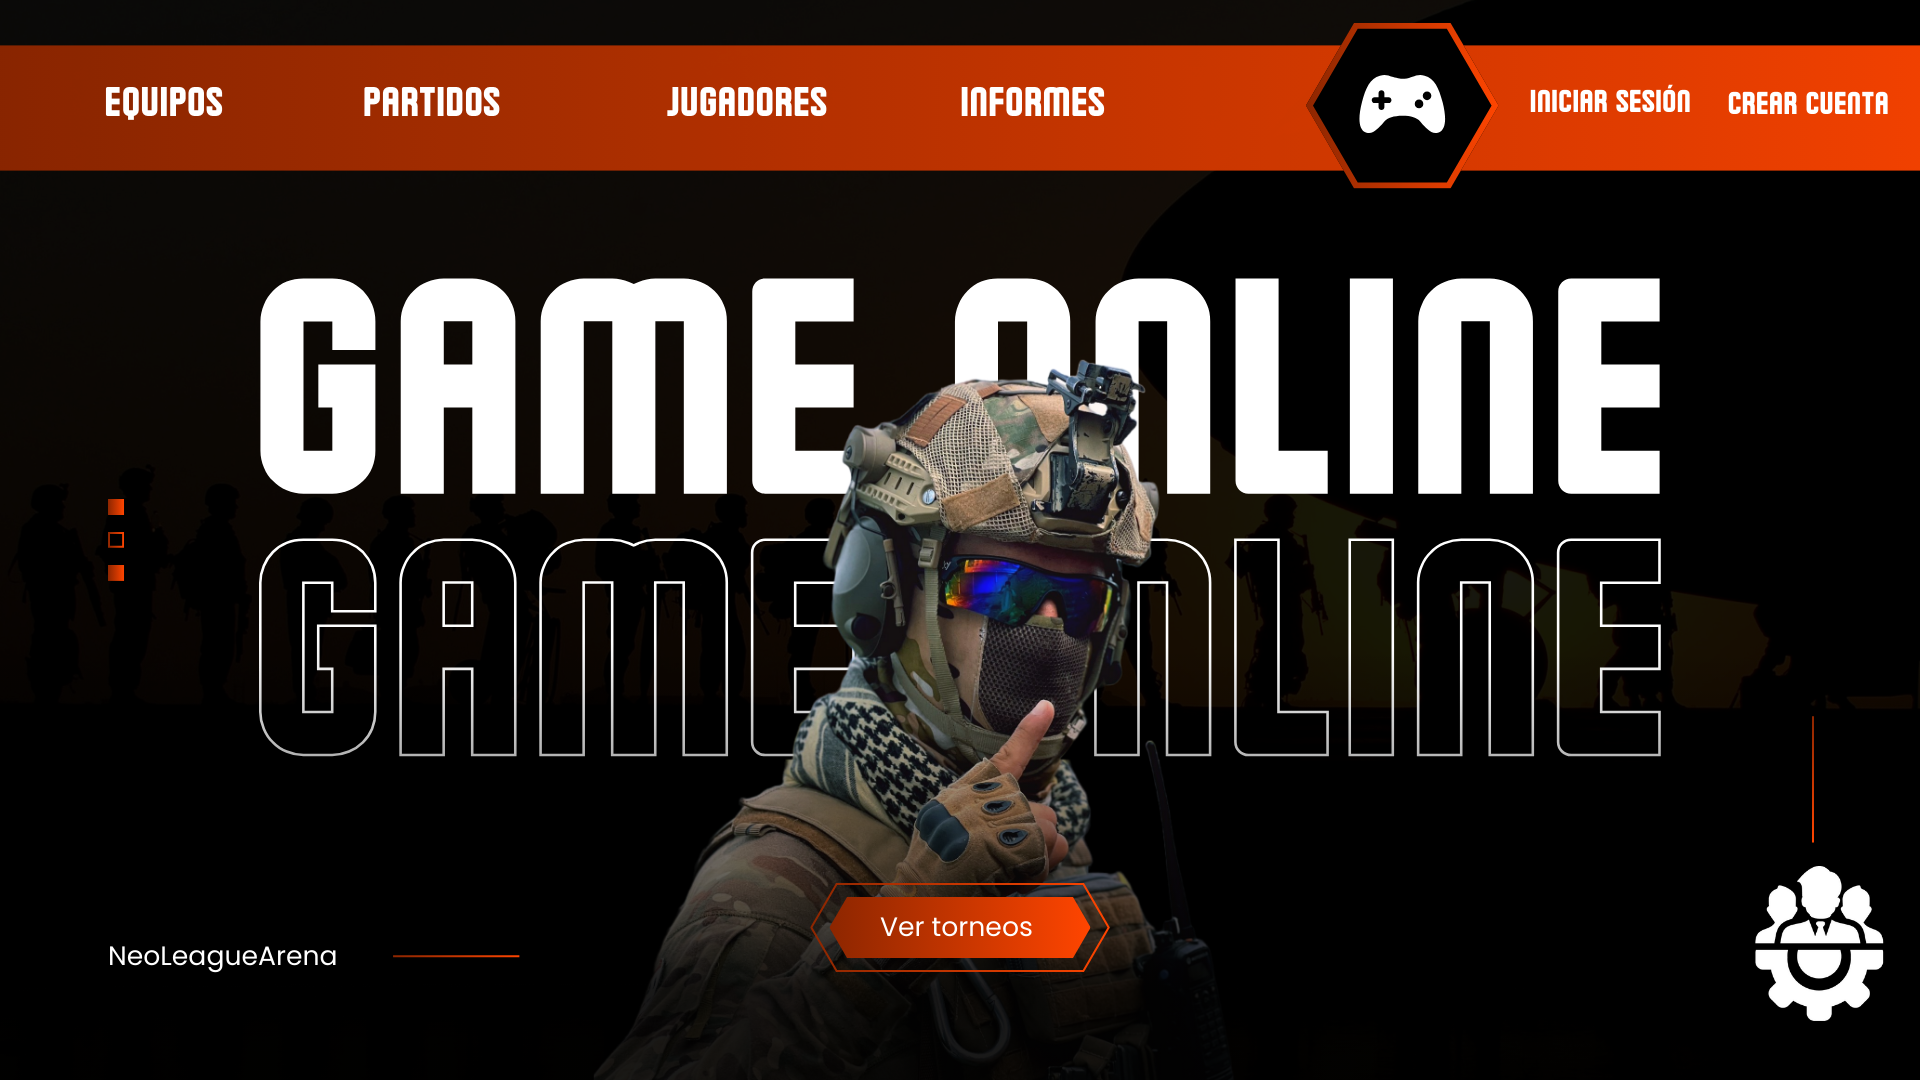 EQUIPOS PARTIDOS JUGADORES INFORMES INICIAR SESIÓN CREAR CUENTA
GAME ONLINE
GAME ONLINE
Ver torneos
NeoLeagueArena